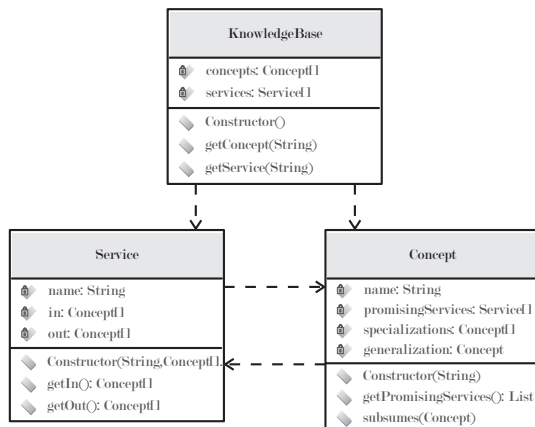 KnowledgeBase
concepts: Concept[]
services: Service[]
Constructor()
getConcept(String)
getService(String)
Service
name: String
in: Concept[]
out: Concept[]
Constructor(String,Concept[].
getIn(): Concept[]
getOut(): Concept[]
Concept
name: String
promisingServices: Service[]
specializations: Concept[]
generalization: Concept
Constructor(String)
getPromisingServices(): List
subsumes(Concept)